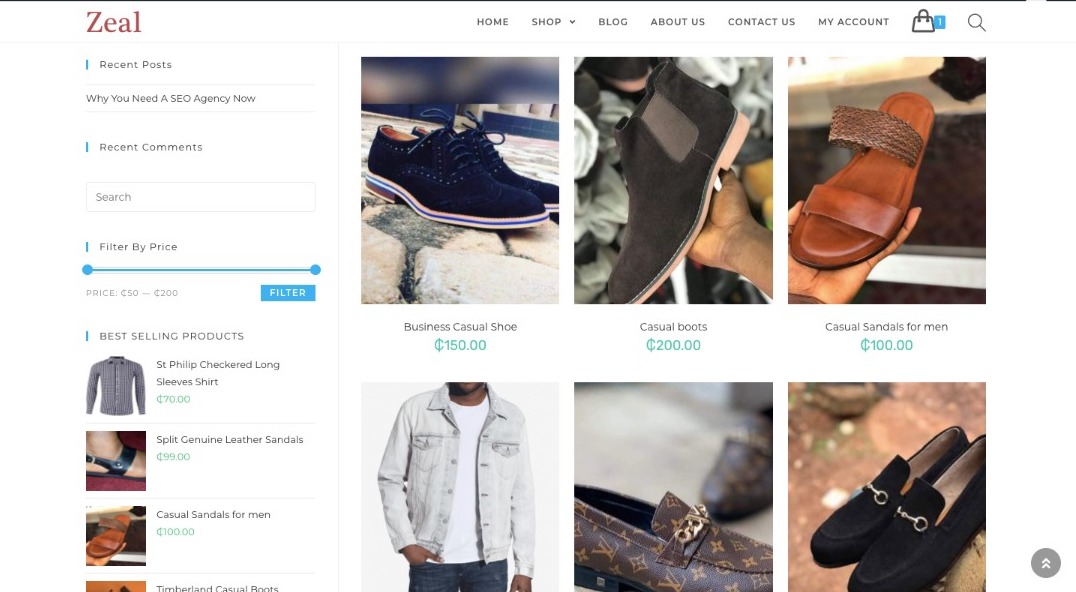 Zeal
HOME SHOP BLOG ABOUT US CONTACT US MY ACCOUNT 1
Recent Posts
Why You Need A SEO Agency Now
Recent Comments
Search
Filter By Price
PRICE: ₵50 — ₵200 FILTER
BEST SELLING PRODUCTS
St Philip Checkered Long
Sleeves Shirt
₵70.00
Split Genuine Leather Sandals
₵99.00
Casual Sandals for men
₵100.00
Timberland Casual Boots
Business Casual Shoe
₵150.00
Casual boots
₵200.00
Casual Sandals for men
₵100.00